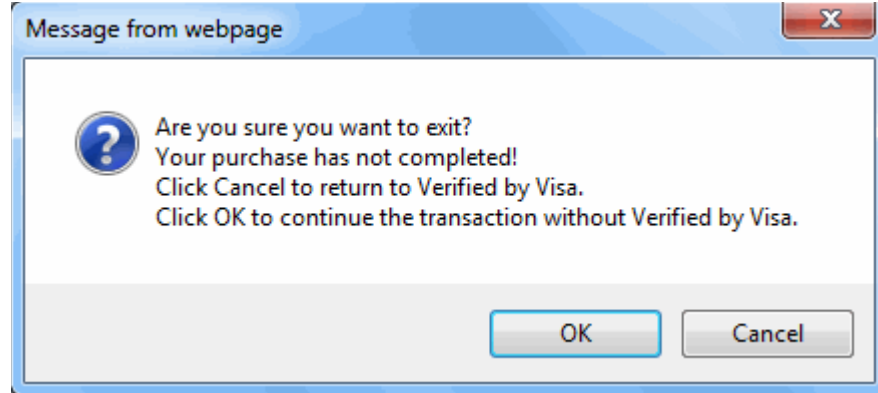 Message from webpage
Are you sure you want to exit?
Your purchase has not completed!
Click Cancel to return to Verified by Visa.
Click OK to continue the transaction without Verified by Visa.
OK
Cancel